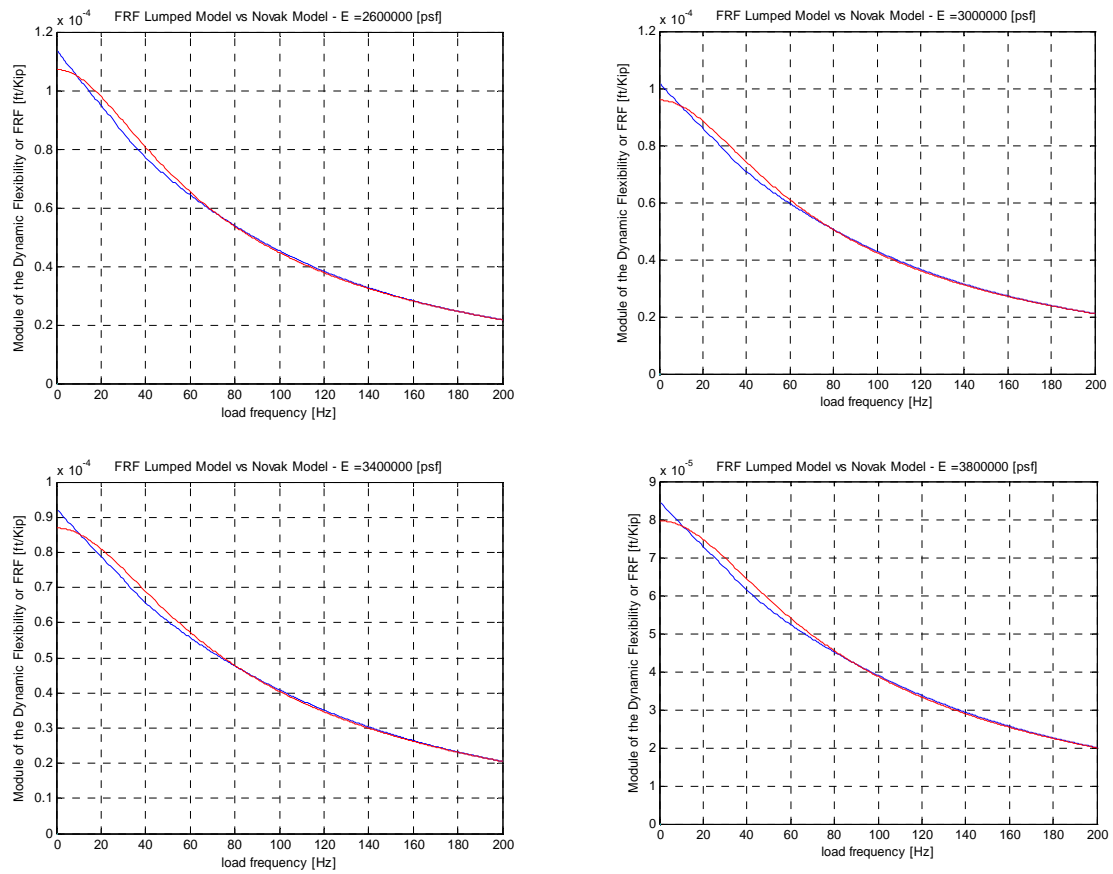 x 10-4
FRF Lumped Model vs Novak Model - E =2600000 [psf]
Module of the Dynamic Flexibility or FRF [ft/Kip]
1.2
1
0.8
0.6
0.4
0.2
0
0 20 40 60 80 100 120 140 160 180 200
load frequency [Hz]
x 10-4
FRF Lumped Model vs Novak Model - E =3000000 [psf]
Module of the Dynamic Flexibility or FRF [ft/Kip]
1.2
1
0.8
0.6
0.4
0.2
0
0 20 40 60 80 100 120 140 160 180 200
load frequency [Hz]
x 10-4
FRF Lumped Model vs Novak Model - E =3400000 [psf]
Module of the Dynamic Flexibility or FRF [ft/Kip]
1
0.9
0.8
0.7
0.6
0.5
0.4
0.3
0.2
0.1
0
0 20 40 60 80 100 120 140 160 180 200
load frequency [Hz]
x 10-5
FRF Lumped Model vs Novak Model - E =3800000 [psf]
Module of the Dynamic Flexibility or FRF [ft/Kip]
9
8
7
6
5
4
3
2
1
0
0 20 40 60 80 100 120 140 160 180 200
load frequency [Hz]